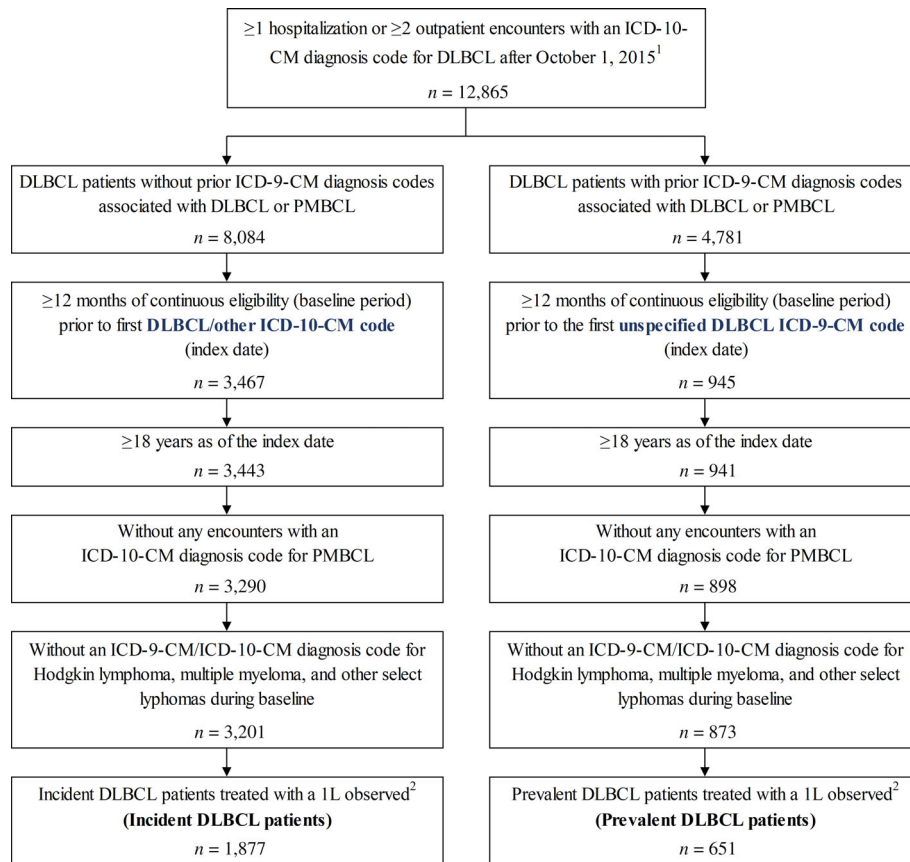 ≥1 hospitalization or ≥2 outpatient encounters with an ICD-10-
CM diagnosis code for DLBCL after October 1, 2015¹
n = 12,865
DLBCL patients without prior ICD-9-CM diagnosis codes
associated with DLBCL or PMBCL
n = 8,084
≥12 months of continuous eligibility (baseline period)
prior to first DLBCL/other ICD-10-CM code
(index date)
n = 3,467
≥18 years as of the index date
n = 3,443
Without any encounters with an
ICD-10-CM diagnosis code for PMBCL
n = 3,290
Without an ICD-9-CM/ICD-10-CM diagnosis code for
Hodgkin lymphoma, multiple myeloma, and other select
lyphomas during baseline
n = 3,201
Incident DLBCL patients treated with a 1L observed²
(Incident DLBCL patients)
n = 1,877
DLBCL patients with prior ICD-9-CM diagnosis codes
associated with DLBCL or PMBCL
n = 4,781
≥12 months of continuous eligibility (baseline period)
prior to the first unspecified DLBCL ICD-9-CM code
(index date)
n = 945
≥18 years as of the index date
n = 941
Without any encounters with an
ICD-10-CM diagnosis code for PMBCL
n = 898
Without an ICD-9-CM/ICD-10-CM diagnosis code for
Hodgkin lymphoma, multiple myeloma, and other select
lyphomas during baseline
n = 873
Prevalent DLBCL patients treated with a 1L observed²
(Prevalent DLBCL patients)
n = 651